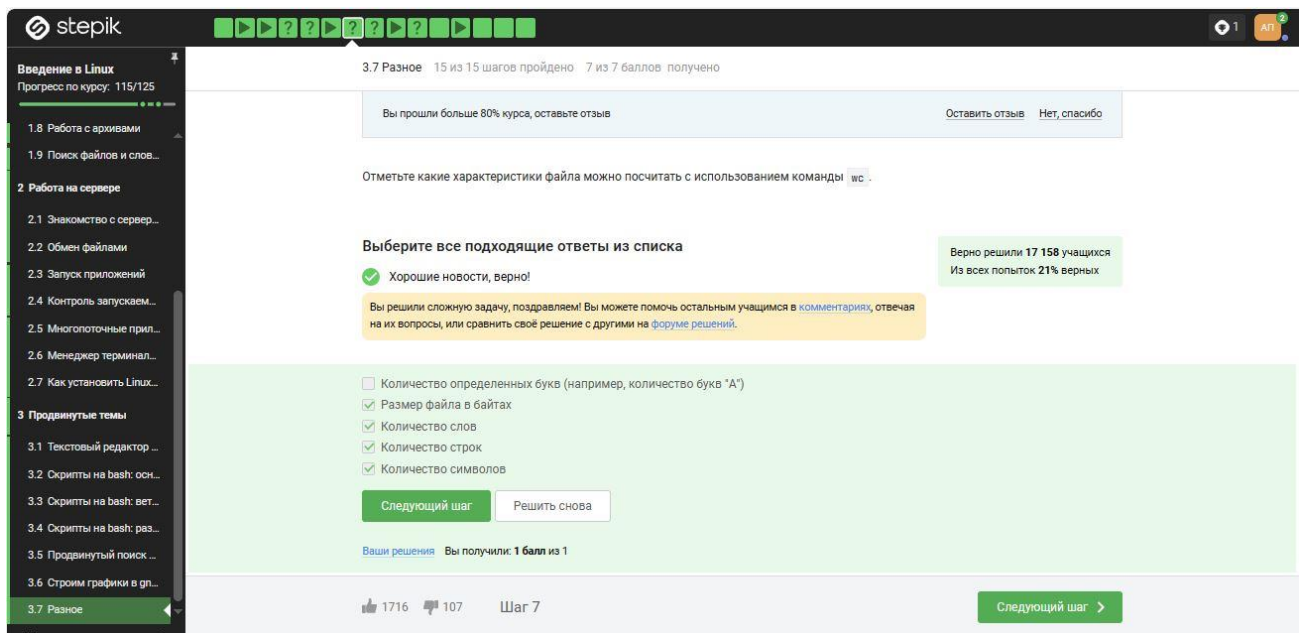 stepik
? ? ? ? ?
1
АП
2
Введение в Linux
Прогресс по курсу: 115/125
1.8 Работа с архивами
1.9 Поиск файлов и слов...
2 Работа на сервере
2.1 Знакомство с сервер...
2.2 Обмен файлами
2.3 Запуск приложений
2.4 Контроль запускаем...
2.5 Многопоточные прил...
2.6 Менеджер терминал...
2.7 Как установить Linux...
3 Продвинутые темы
3.1 Текстовый редактор ...
3.2 Скрипты на bash: осн...
3.3 Скрипты на bash: вет...
3.4 Скрипты на bash: раз...
3.5 Продвинутый поиск ...
3.6 Строим графики в gn...
3.7 Разное
3.7 Разное 15 из 15 шагов пройдено 7 из 7 баллов получено
Вы прошли больше 80% курса, оставьте отзыв Оставить отзыв Нет, спасибо
Отметьте какие характеристики файла можно посчитать с использованием команды wc .
Выберите все подходящие ответы из списка
Хорошие новости, верно!
Верно решили 17 158 учащихся
Из всех попыток 21% верных
Вы решили сложную задачу, поздравляем! Вы можете помочь остальным учащимся в комментариях, отвечая
на их вопросы, или сравнить своё решение с другими на форуме решений.
Количество определенных букв (например, количество букв "А")
Размер файла в байтах
Количество слов
Количество строк
Количество символов
Следующий шаг Решить снова
Ваши решения Вы получили: 1 балл из 1
1716 107 Шаг 7 Следующий шаг